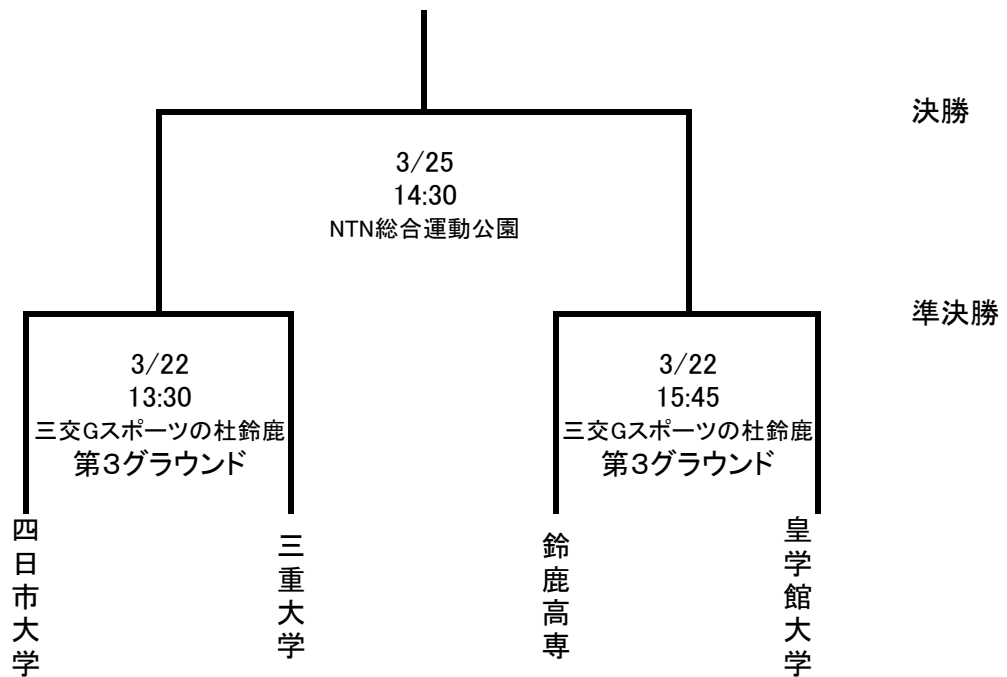 決勝
3/25
14:30
NTN総合運動公園
準決勝
3/22
13:30
三交Gスポーツの杜鈴鹿
第3グラウンド
3/22
15:45
三交Gスポーツの杜鈴鹿
第3グラウンド
四日市大学
三重大学
鈴鹿高専
皇学館大学